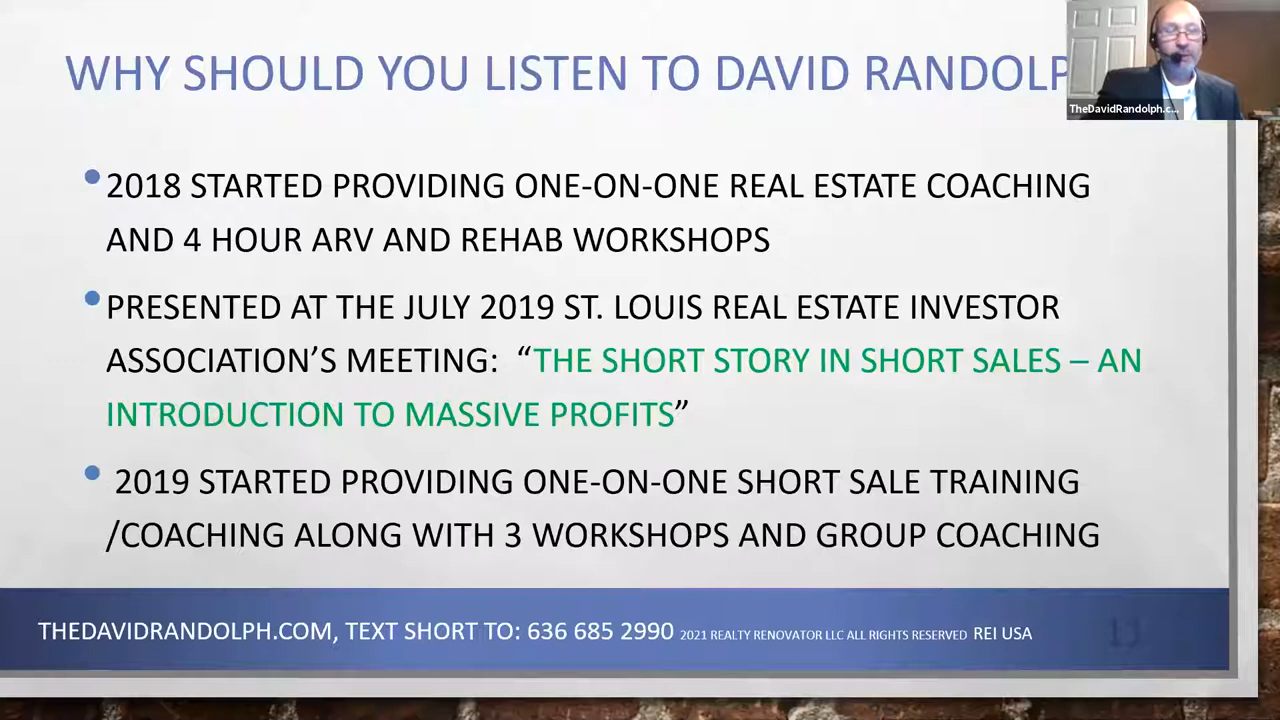 WHY SHOULD YOU LISTEN TO DAVID RANDOLP
TheDavidRandolph.c...
•2018 STARTED PROVIDING ONE-ON-ONE REAL ESTATE COACHING
AND 4 HOUR ARV AND REHAB WORKSHOPS
•PRESENTED AT THE JULY 2019 ST. LOUIS REAL ESTATE INVESTOR
ASSOCIATION’S MEETING: “THE SHORT STORY IN SHORT SALES – AN
INTRODUCTION TO MASSIVE PROFITS”
• 2019 STARTED PROVIDING ONE-ON-ONE SHORT SALE TRAINING
/COACHING ALONG WITH 3 WORKSHOPS AND GROUP COACHING
THEDAVIDRANDOLPH.COM, TEXT SHORT TO: 636 685 2990 2021 REALTY RENOVATOR LLC ALL RIGHTS RESERVED REI USA